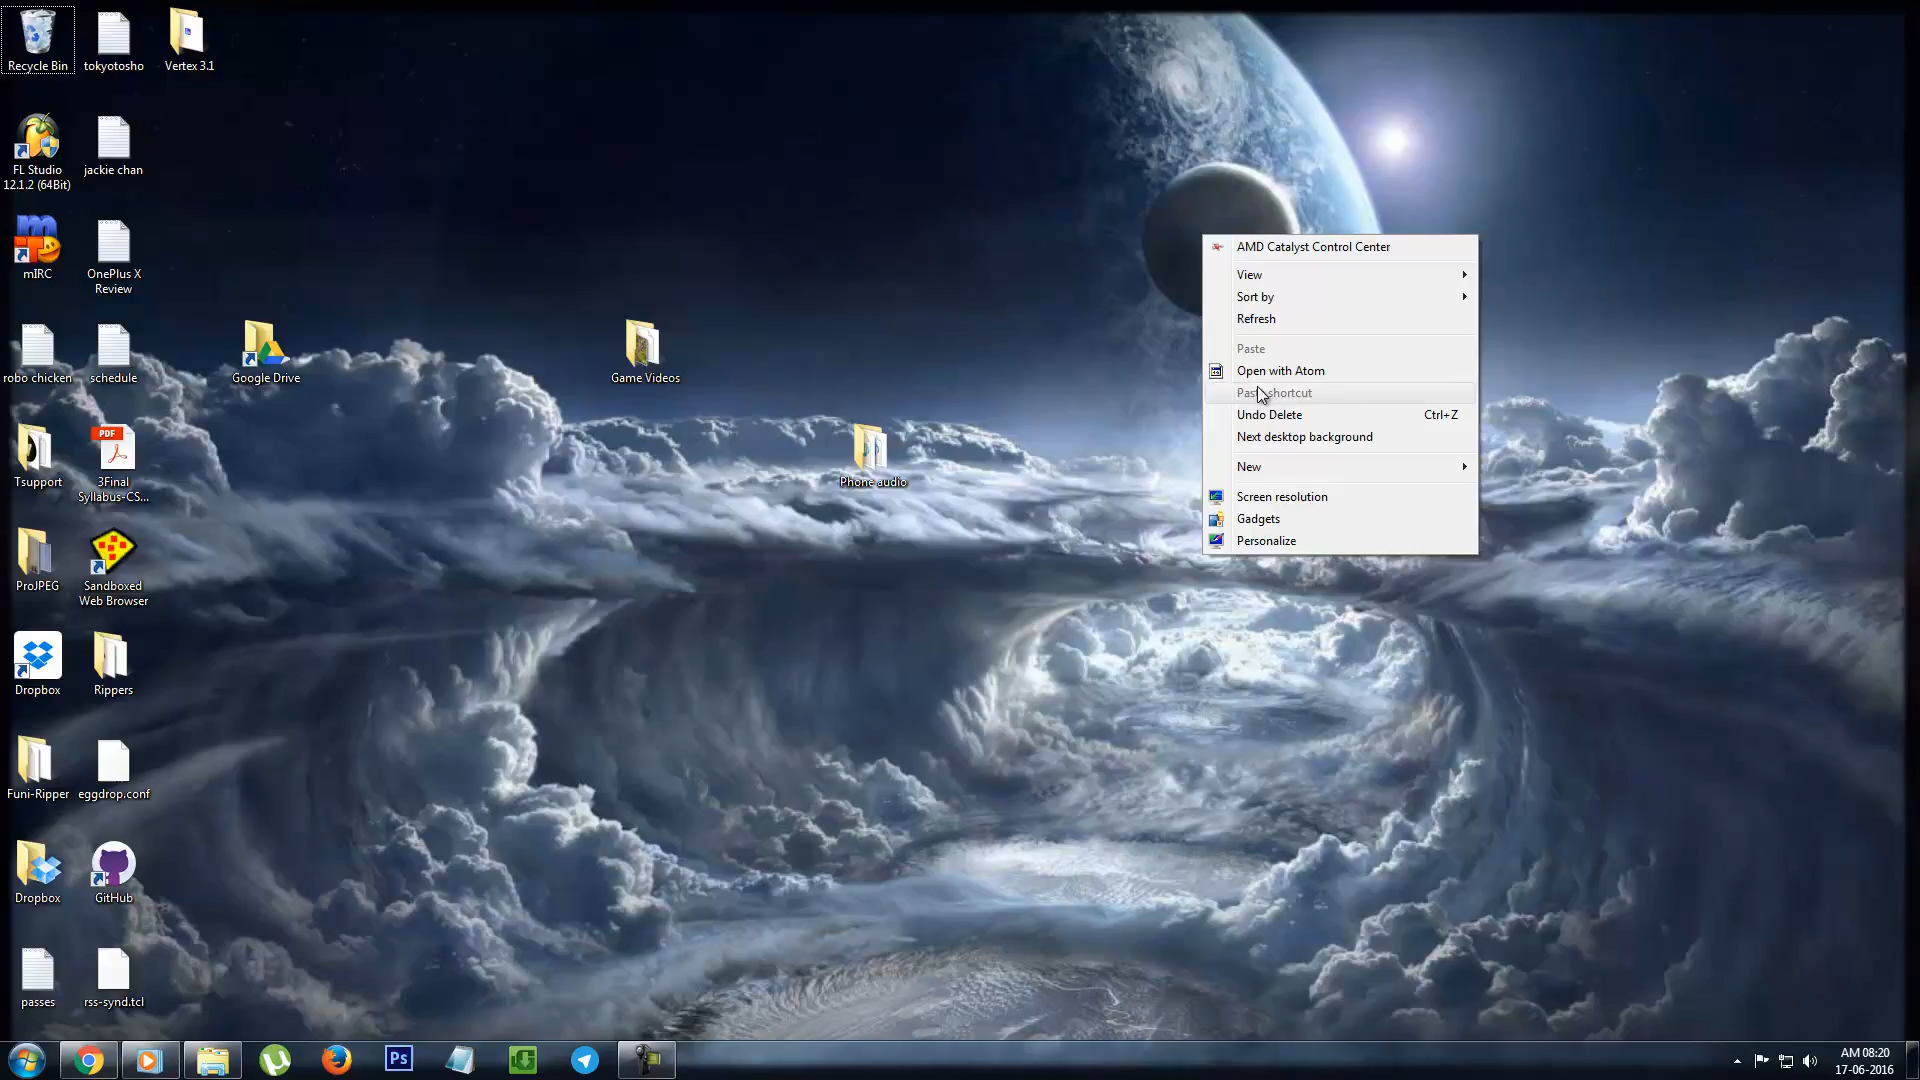 Recycle Bin
tokyotosho
Vertex 3.1
FL Studio
12.1.2 (64Bit)
jackie chan
mIRC
OnePlus X
Review
robo chicken
schedule
Google Drive
Game Videos
Tsupport
PDF
3Final
Syllabus-CS...
Phone audio
ProJPEG
Sandboxed
Web Browser
Dropbox
Rippers
Funi-Ripper
eggdrop.conf
Dropbox
GitHub
passes
rss-synd.tcl
AMD Catalyst Control Center
View
Sort by
Refresh
Paste
Open with Atom
Paste shortcut
Undo Delete Ctrl+Z
Next desktop background
New
Screen resolution
Gadgets
Personalize
Ps
AM 08:20
17-06-2016